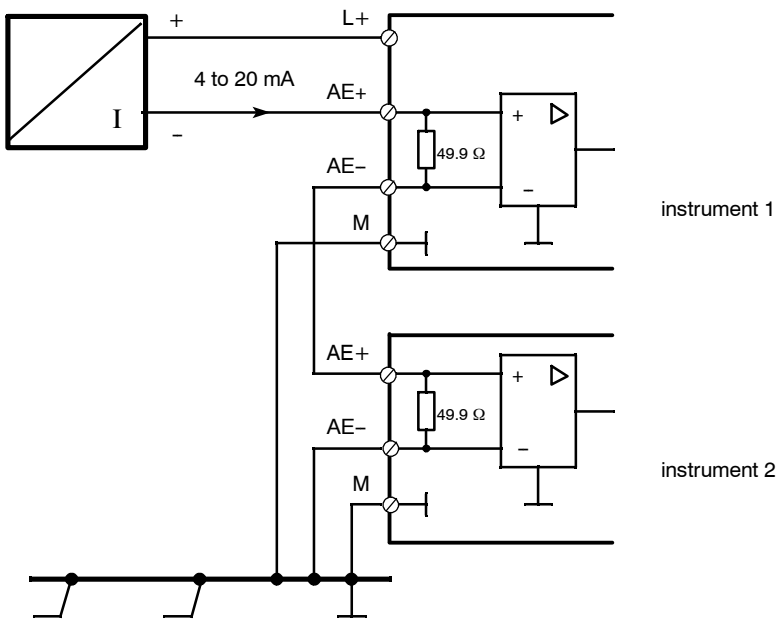 +
L+
4 to 20 mA
AE+
I
+
−
49.9 Ω
AE−
−
instrument 1
M
AE+
+
49.9 Ω
AE−
−
instrument 2
M